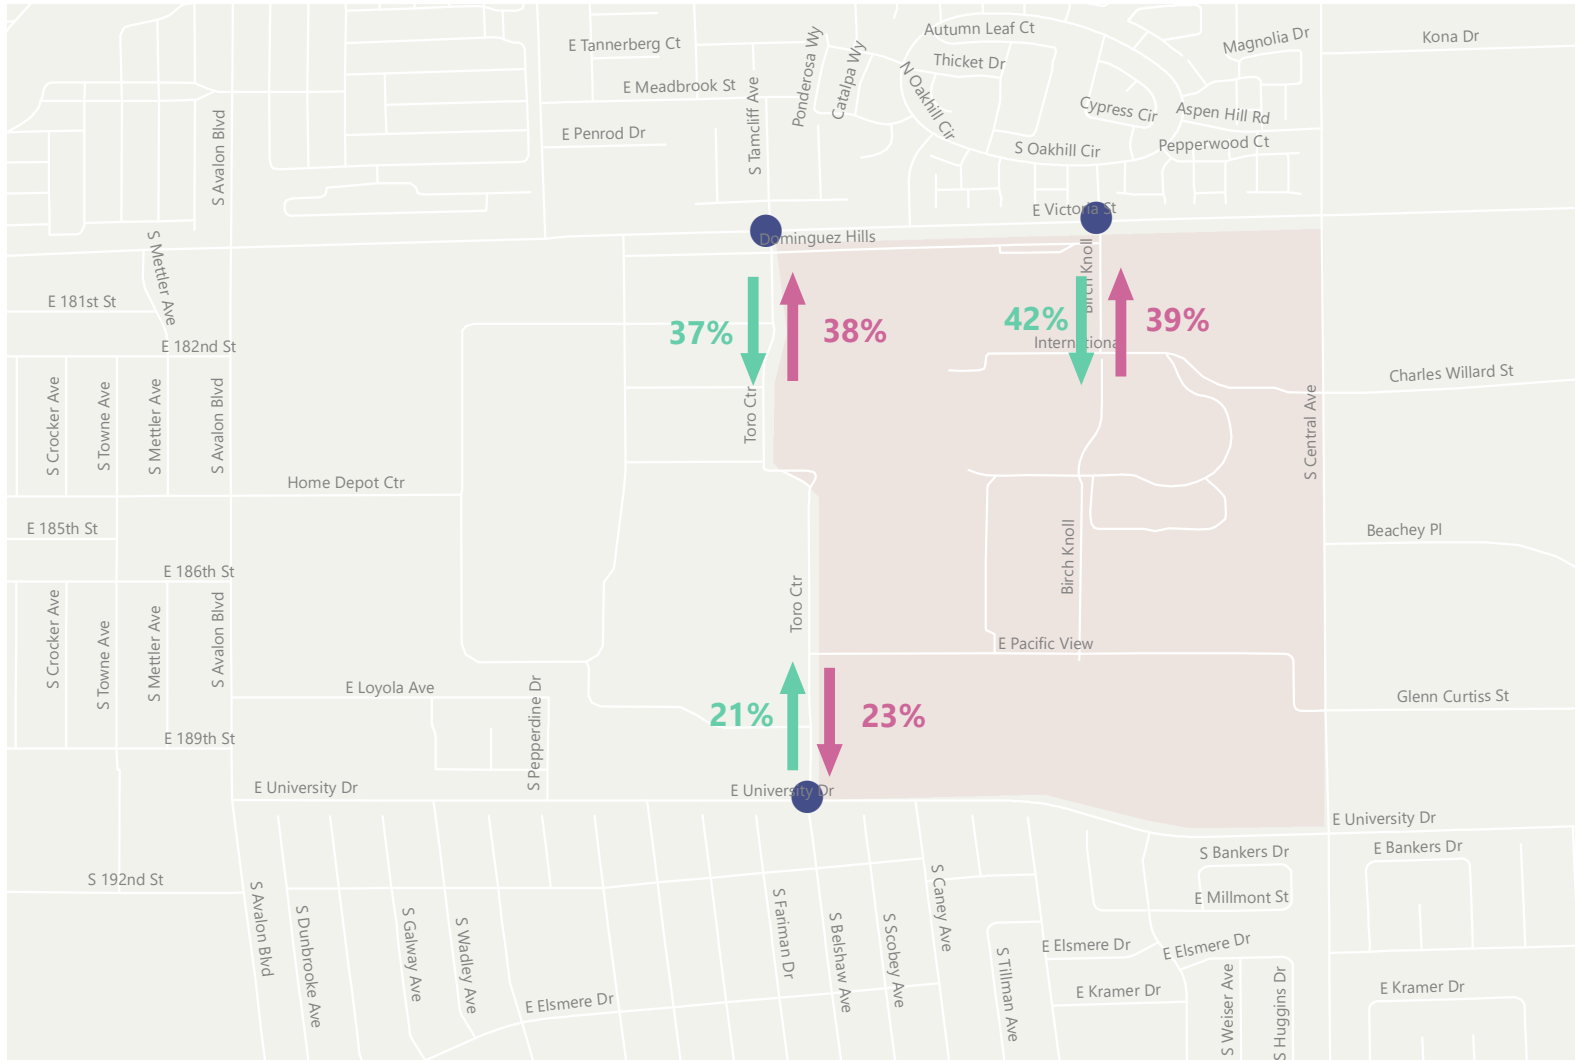 E Tannerberg Ct
Autumn Leaf Ct
Magnolia Dr
Kona Dr
Thicket Dr
Ponderosa Wy
Catalpa Wy
N Oakhill Cir
E Meadbrook St
S Tamcliff Ave
Cypress Cir
Aspen Hill Rd
S Avalon Blvd
E Penrod Dr
S Oakhill Cir
Pepperwood Ct
E Victoria St
Dominguez Hills
S Mettler Ave
Birch Knoll
E 181st St
37%
38%
42%
39%
E 182nd St
International
Charles Willard St
S Crocker Ave
S Towne Ave
S Mettler Ave
S Avalon Blvd
Toro Ctr
S Central Ave
Home Depot Ctr
E 185th St
Beachey Pl
Birch Knoll
E 186th St
Toro Ctr
S Crocker Ave
S Towne Ave
S Mettler Ave
S Avalon Blvd
E Pacific View
E Loyola Ave
S Pepperdine Dr
Glenn Curtiss St
21%
23%
E 189th St
E University Dr
E University Dr
E University Dr
S Bankers Dr
E Bankers Dr
S 192nd St
E Millmont St
S Avalon Blvd
S Dunbrooke Ave
S Galway Ave
S Wadley Ave
S Fariman Dr
S Belshaw Ave
S Scobey Ave
S Caney Ave
S Tillman Ave
E Elsmere Dr
E Elsmere Dr
E Elsmere Dr
E Kramer Dr
E Kramer Dr
S Weiser Ave
S Huggins Dr